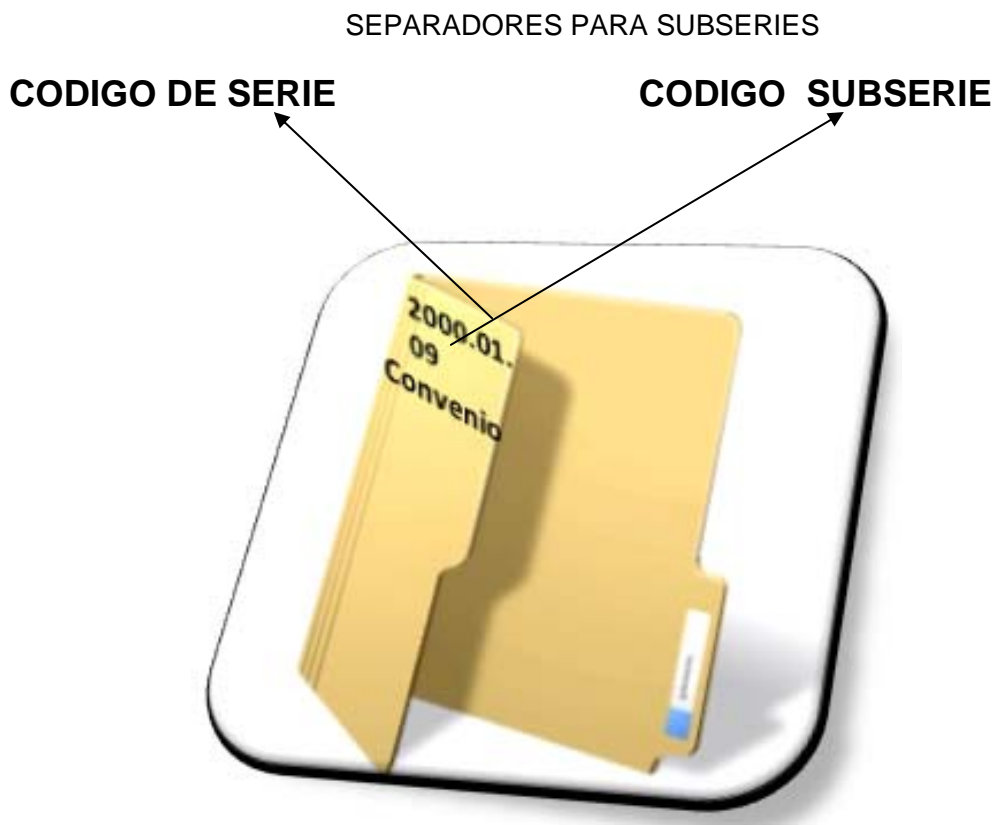 SEPARADORES PARA SUBSERIES
CODIGO DE SERIE CODIGO SUBSERIE
2000.01.
09
Convenio